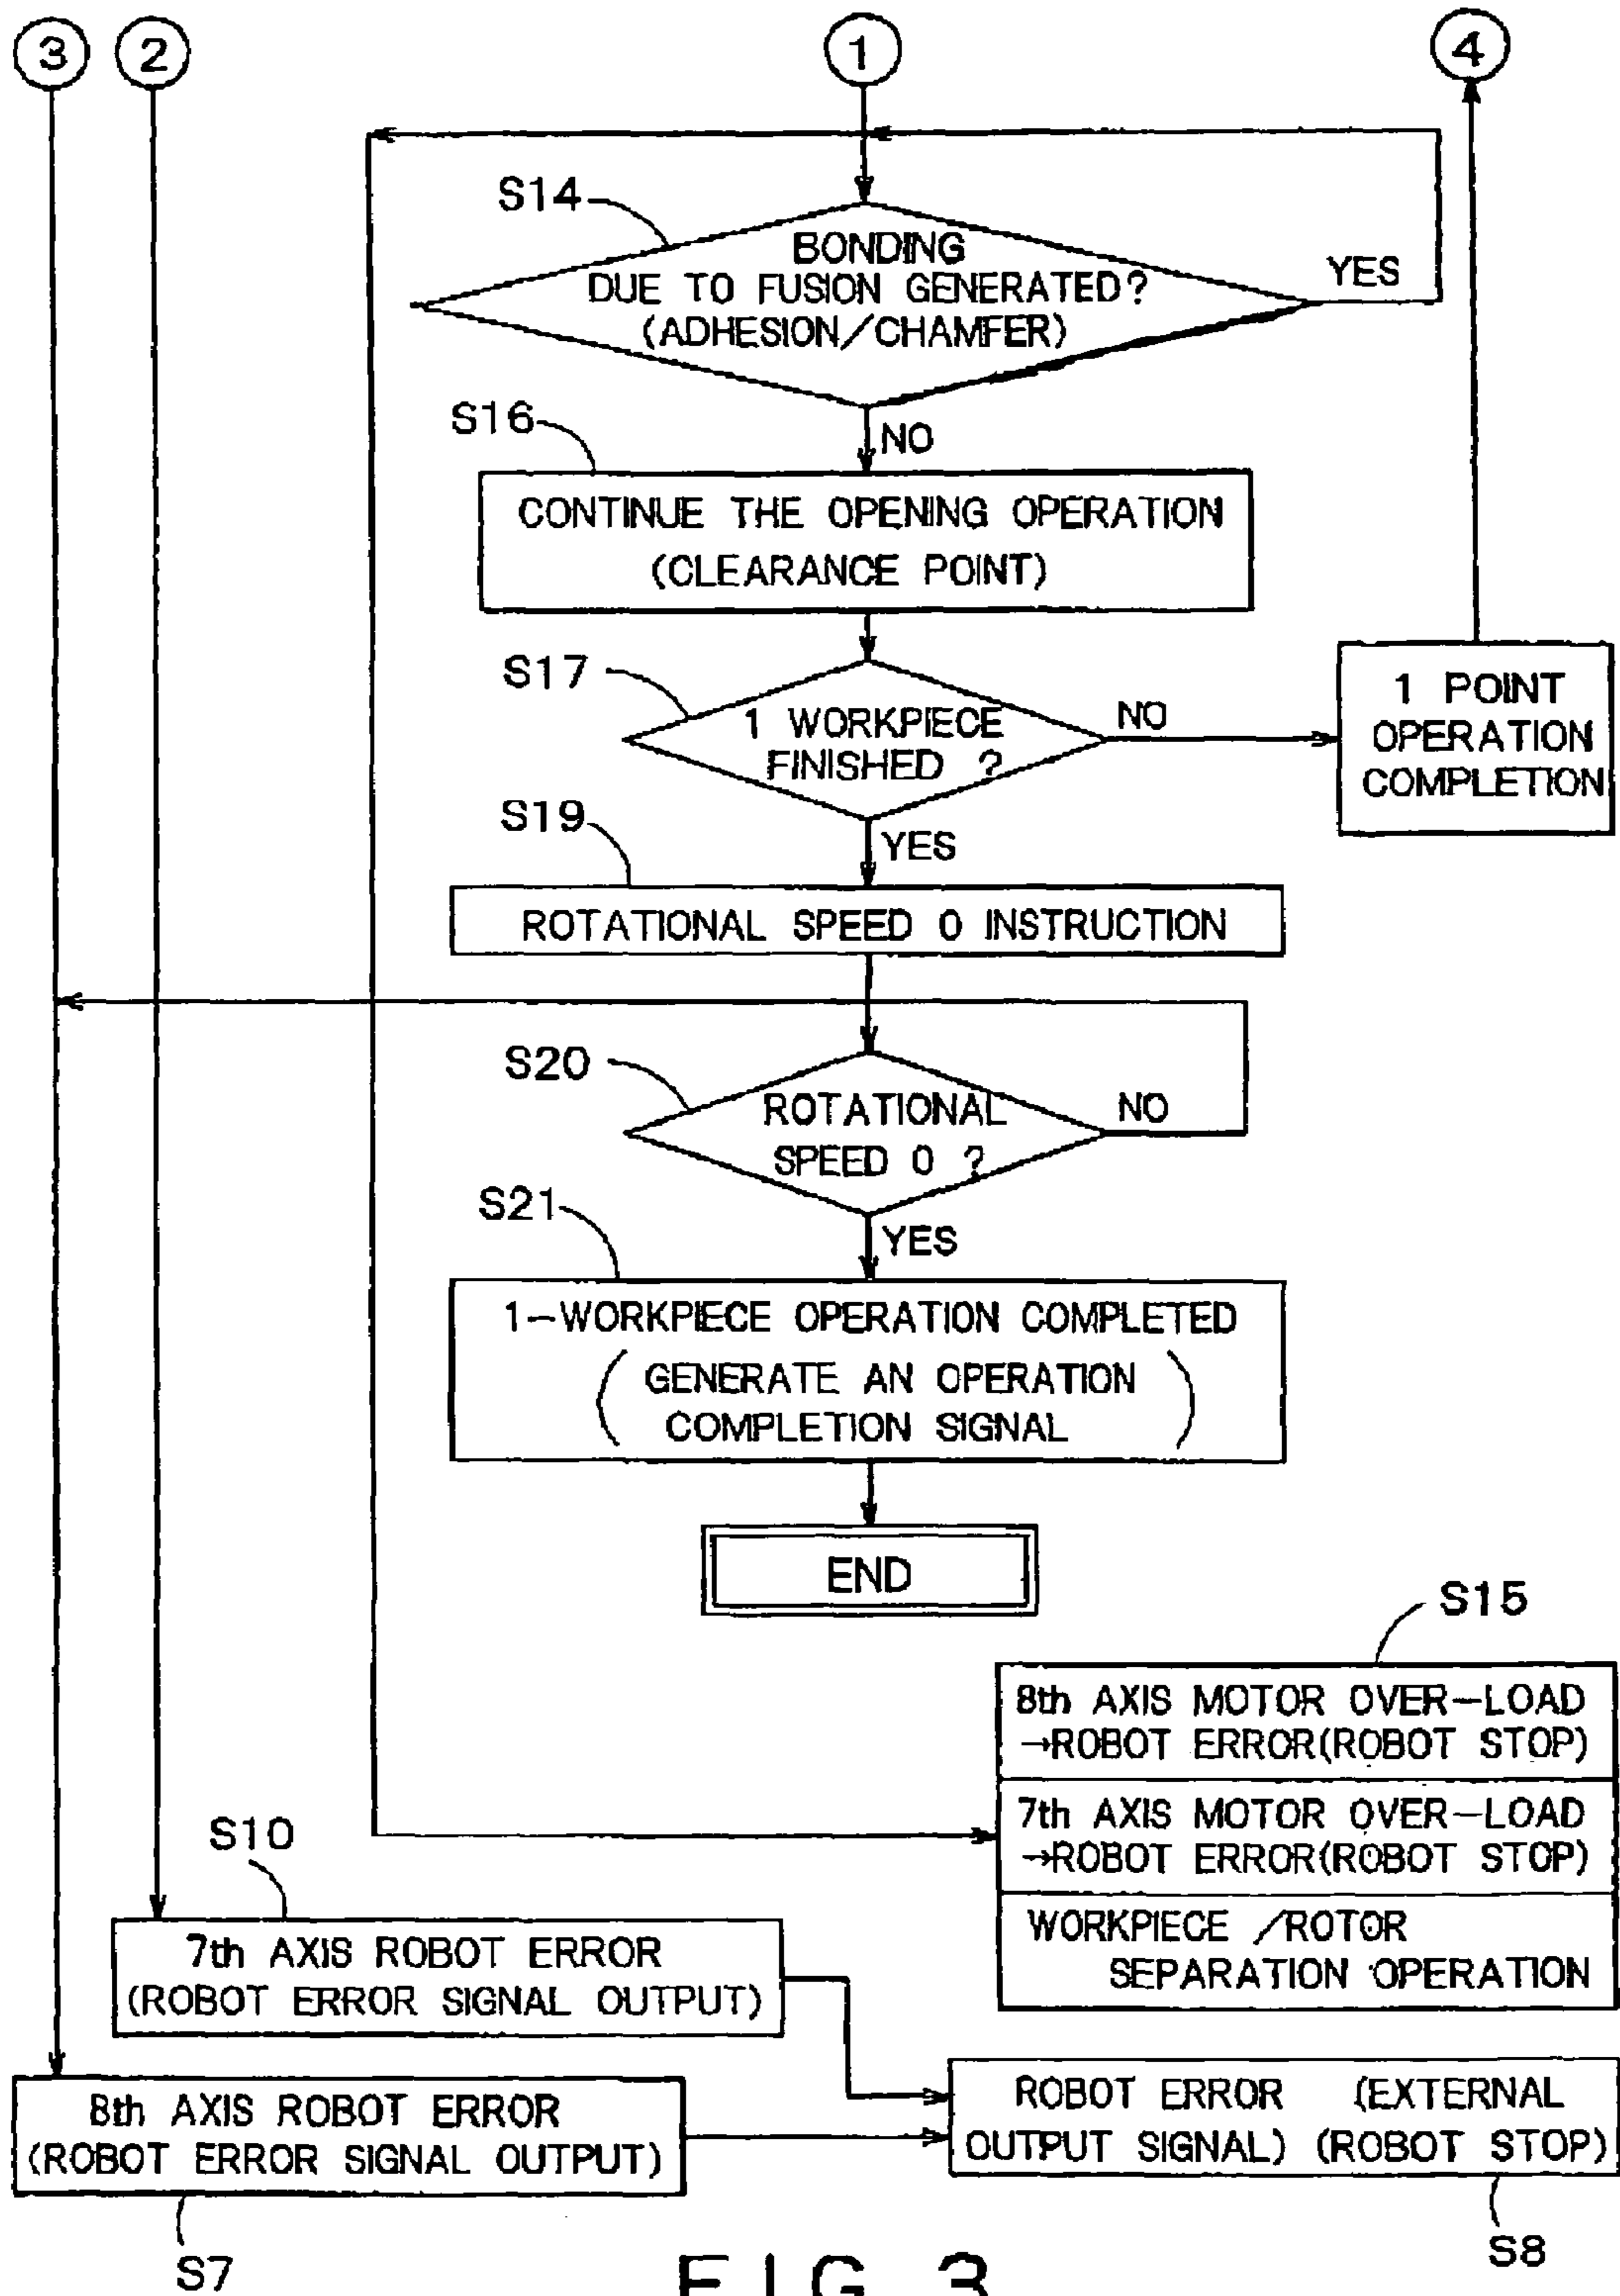 3 2 1 4
S14
BONDING
DUE TO FUSION GENERATED?
(ADHESION/CHAMFER)
YES
S16
NO
CONTINUE THE OPENING OPERATION
(CLEARANCE POINT)
S17
1 WORKPIECE
FINISHED ?
NO
1 POINT
OPERATION
COMPLETION
S19
YES
ROTATIONAL SPEED 0 INSTRUCTION
S20
ROTATIONAL
SPEED 0 ?
NO
S21
YES
1-WORKPIECE OPERATION COMPLETED
(GENERATE AN OPERATION
COMPLETION SIGNAL)
END
S15
8th AXIS MOTOR OVER-LOAD
→ROBOT ERROR(ROBOT STOP)
7th AXIS MOTOR OVER-LOAD
→ROBOT ERROR(ROBOT STOP)
WORKPIECE /ROTOR
SEPARATION OPERATION
S10
7th AXIS ROBOT ERROR
(ROBOT ERROR SIGNAL OUTPUT)
8th AXIS ROBOT ERROR
(ROBOT ERROR SIGNAL OUTPUT)
S7
ROBOT ERROR (EXTERNAL
OUTPUT SIGNAL) (ROBOT STOP)
S8
FIG. 3